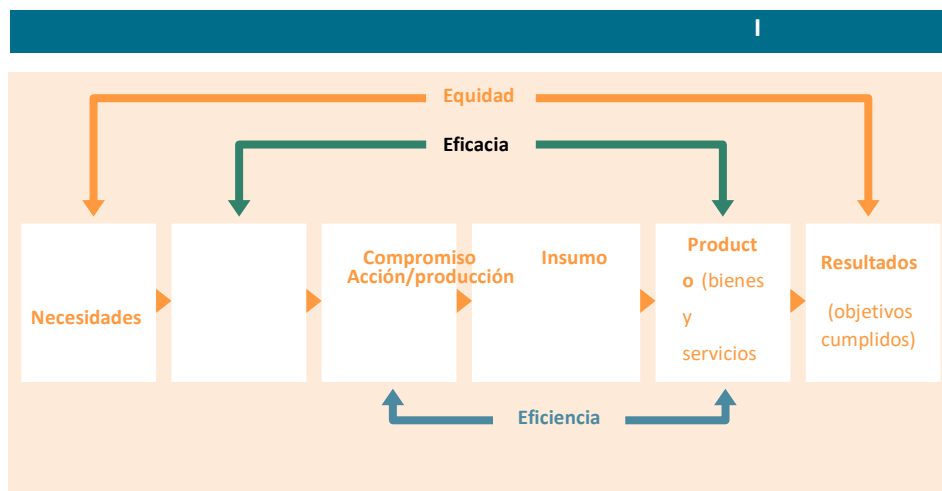 I
Equidad
Eficacia
Necesidades
Compromiso
Acción/producción
Insumo
Product
o (bienes
y
servicios
Resultados
(objetivos
cumplidos)
Eficiencia